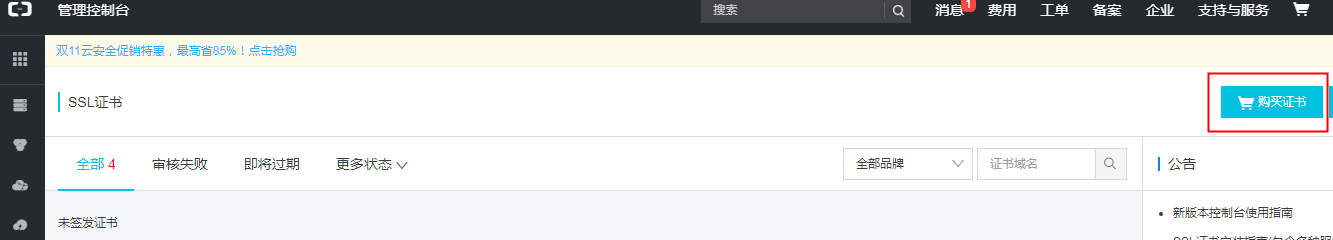 管理控制台 搜索 消息 1 费用 工单 备案 企业 支持与服务
双11云安全促销特惠，最高省85%！点击抢购
SSL证书 购买证书
全部 4 审核失败 即将过期 更多状态 全部品牌 证书域名 公告
新版本控制台使用指南
未签发证书